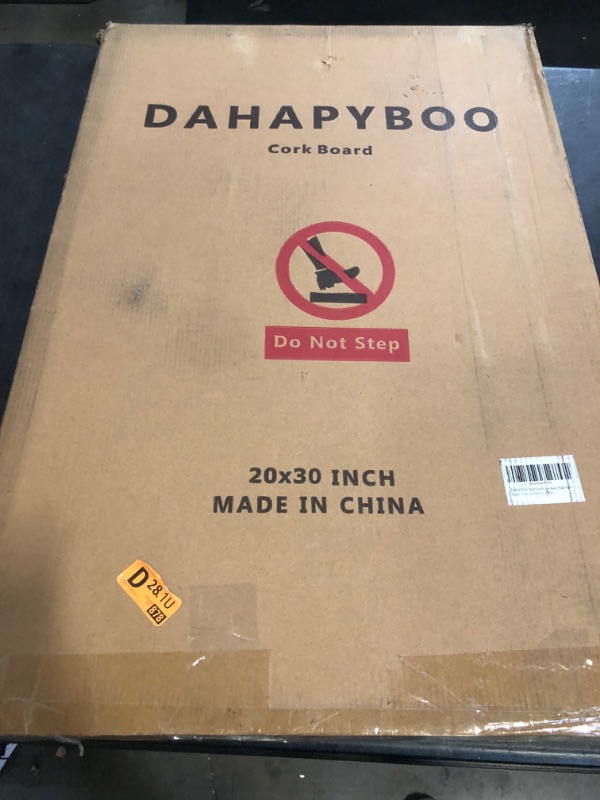 DAHAPYBOO
Cork Board
Do Not Step
20x30 INCH
MADE IN CHINA
D 28.1U
878